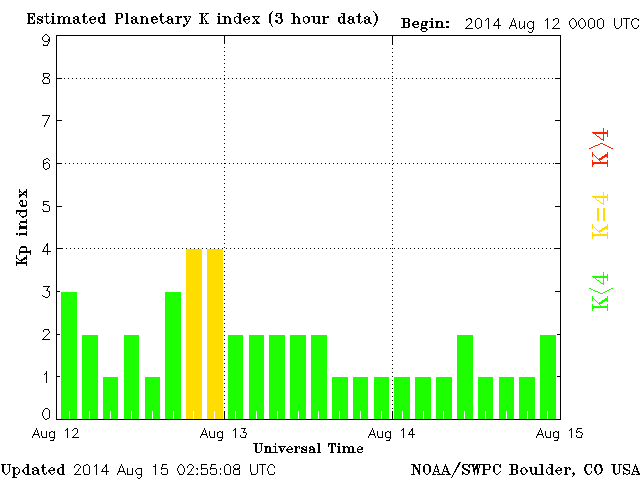 Estimated Planetary K index (3 hour data)
Begin: 2014 Aug 12 0000 UTC
9
8
7
6
5
4
3
2
1
0
Kp index
K>4
K=4
K<4
Aug 12
Aug 13
Aug 14
Aug 15
Universal Time
Updated 2014 Aug 15 02:55:08 UTC
NOAA/SWPC Boulder, CO USA